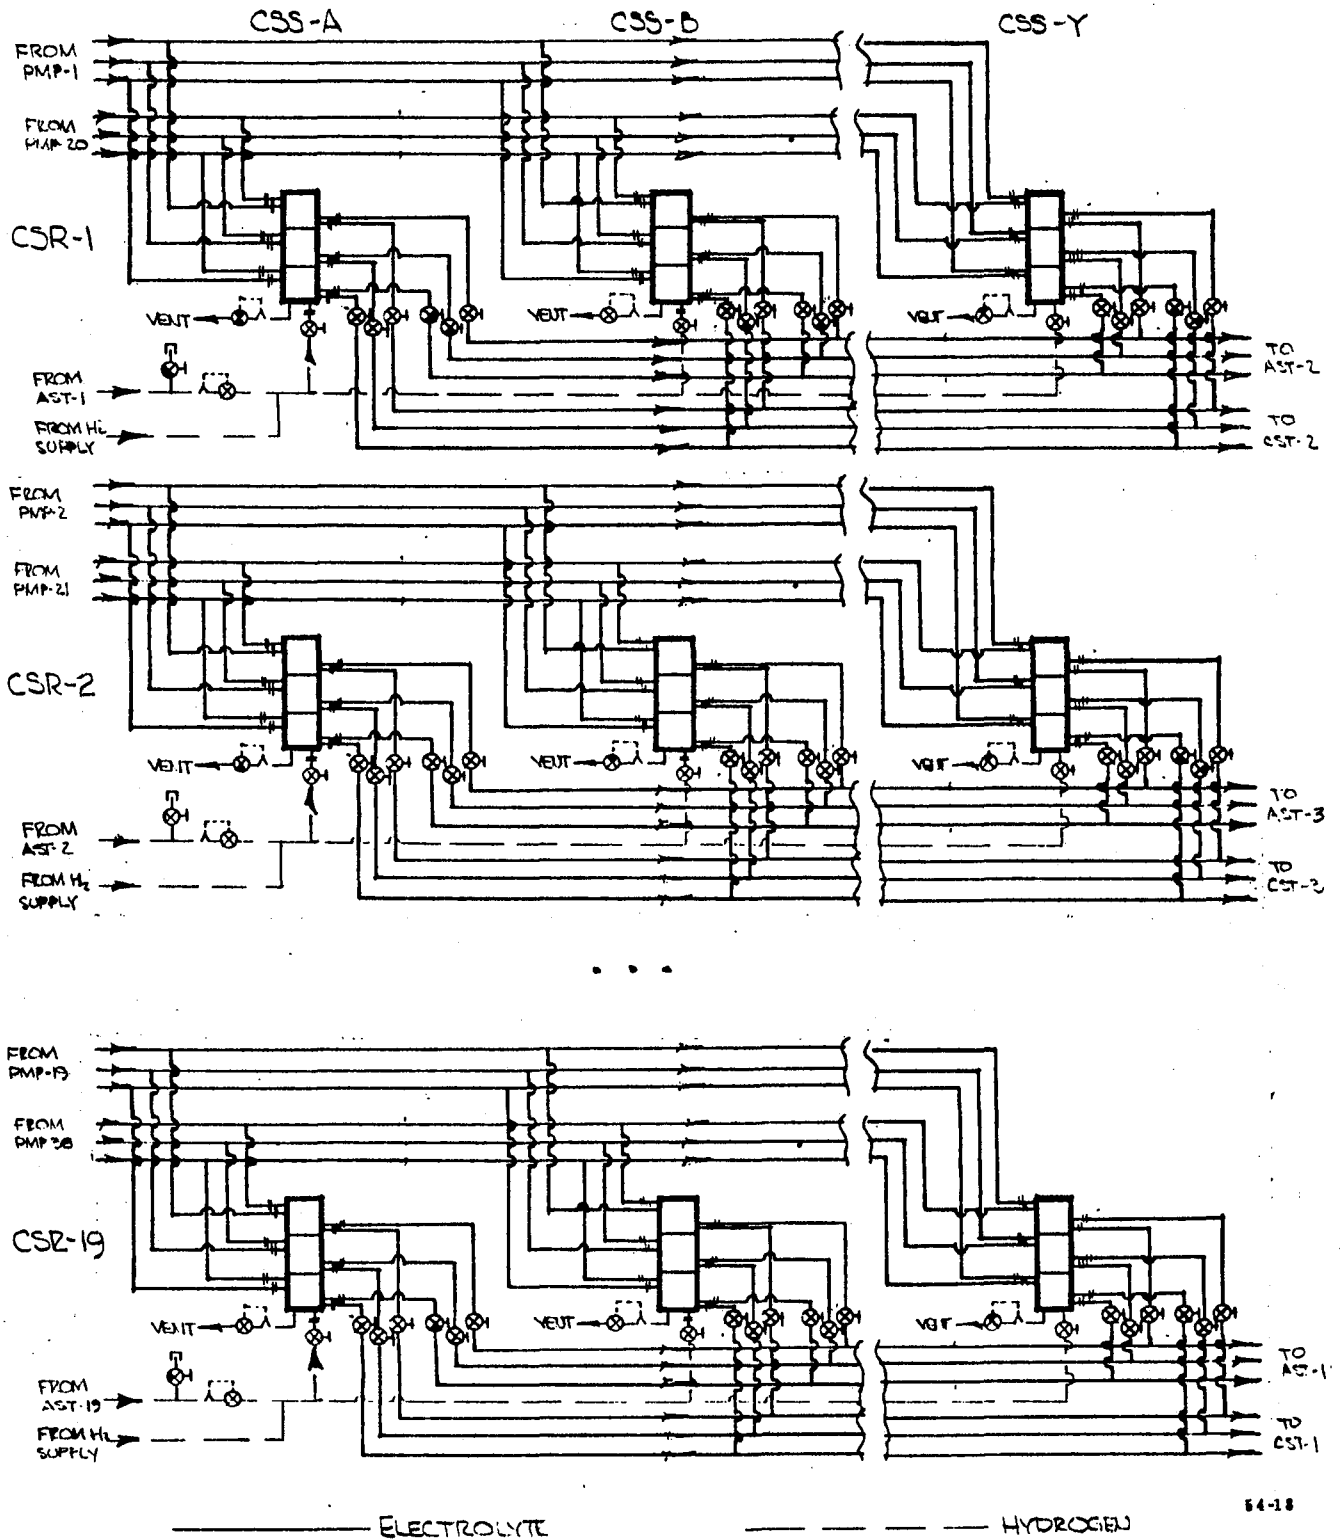 CSS-A
CSS-B
CSS-Y
FROM
PMP-1
FROM
PMP-20
CSR-1
VENT
VENT
VENT
FROM
AST-1
FROM H2
SUPPLY
TO
AST-2
TO
CST-2
FROM
PMP-2
FROM
PMP-21
CSR-2
VENT
VENT
VENT
FROM
AST-2
FROM H2
SUPPLY
TO
AST-3
TO
CST-2
...
FROM
PMP-19
FROM
PMP 38
CSR-19
VENT
VENT
VENT
FROM
AST-19
FROM H2
SUPPLY
TO
AST-1
TO
CST-1
54-18
ELECTROLYTE
HYDROGEN